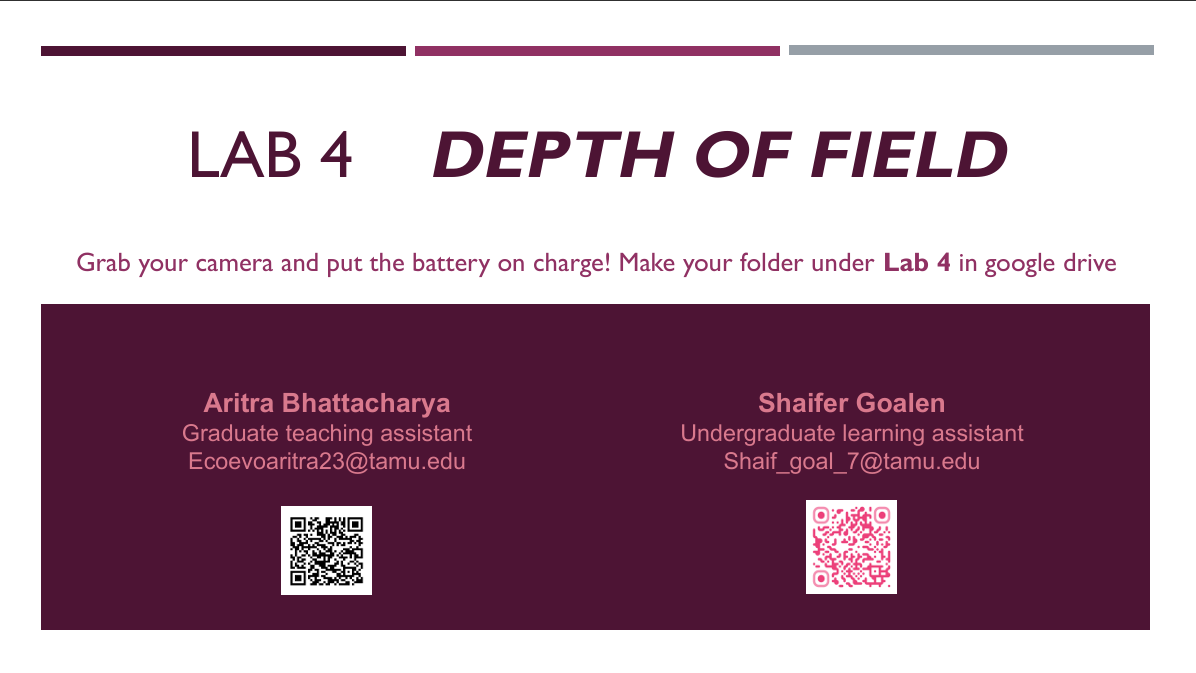 LAB 4 DEPTH OF FIELD
Grab your camera and put the battery on charge! Make your folder under Lab 4 in google drive
Aritra Bhattacharya
Graduate teaching assistant
Ecoevoaritra23@tamu.edu
Shaifer Goalen
Undergraduate learning assistant
Shaif_goal_7@tamu.edu